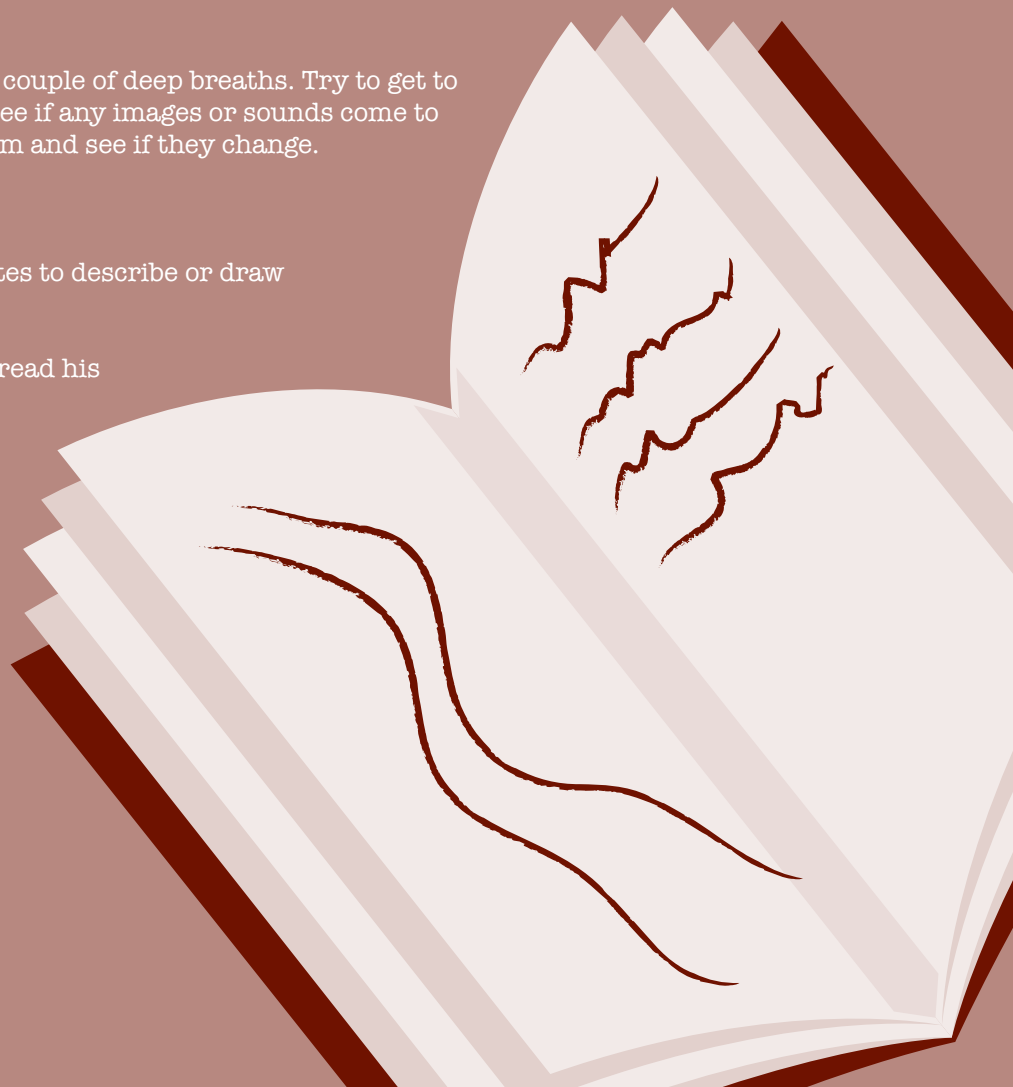 couple of deep breaths. Try to get to
ee if any images or sounds come to
m and see if they change.
tes to describe or draw
read his